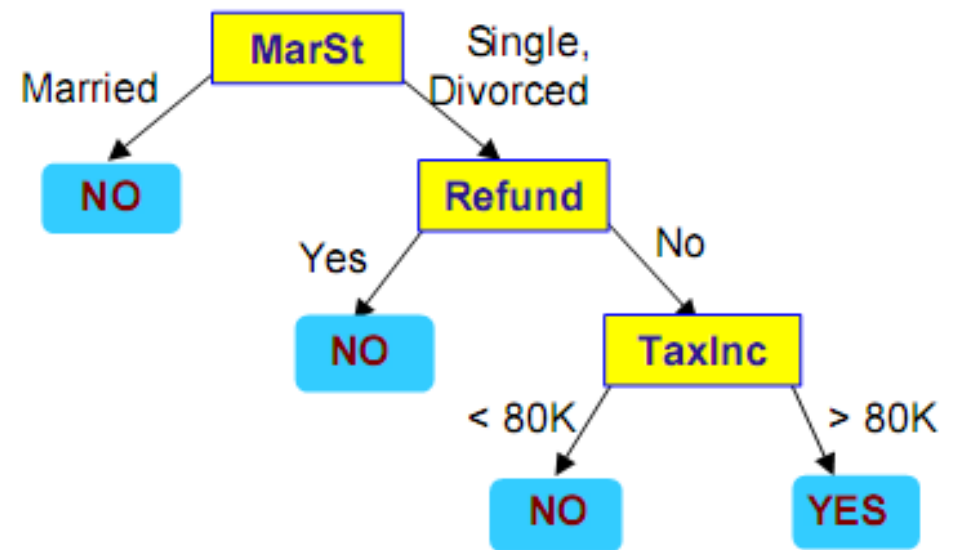 MarSt
Single,
Divorced
Married
NO
Refund
Yes
No
NO
TaxInc
< 80K
> 80K
NO
YES